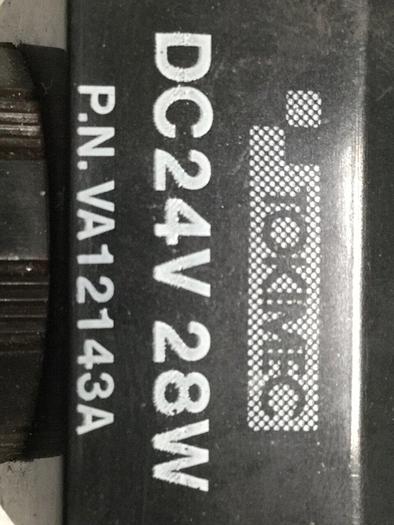 TOKIMEC
DC24V 28W
P.N. VA12143A